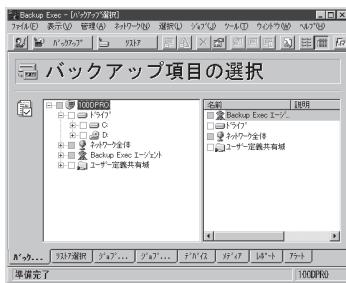 Backup Exec - [ﾊﾞｯｸｱｯﾌﾟ選択]
ﾌｧｲﾙ(F) 表示(V) 管理(A) ﾈｯﾄﾜｰｸ(N) 選択(L) ｼﾞｮﾌﾞ(J) ﾂｰﾙ(T) ｳｨﾝﾄﾞｳ(W) ﾍﾙﾌﾟ(H)
ﾊﾞｯｸｱｯﾌﾟ ﾘｽﾄｱ
バックアップ項目の選択
100DPRO
ﾄﾞﾗｲﾌﾞ
C:
D:
ﾈｯﾄﾜｰｸ全体
Backup Exec ｴｰｼﾞｪﾝﾄ
ﾕｰｻﾞｰ定義共有域
名前 説明
Backup Exec ｴｰｼﾞ...
ﾄﾞﾗｲﾌﾞ
ﾈｯﾄﾜｰｸ全体
ﾕｰｻﾞｰ定義共有域
ﾊﾞｯｸ... ﾘｽﾄｱ選択 ｼﾞｮﾌﾞ... ｼﾞｮﾌﾞ... ﾃﾞﾊﾞｲｽ ﾒﾃﾞｨｱ ﾚﾎﾟｰﾄ ｱﾗｰﾄ
準備完了 100DPRO